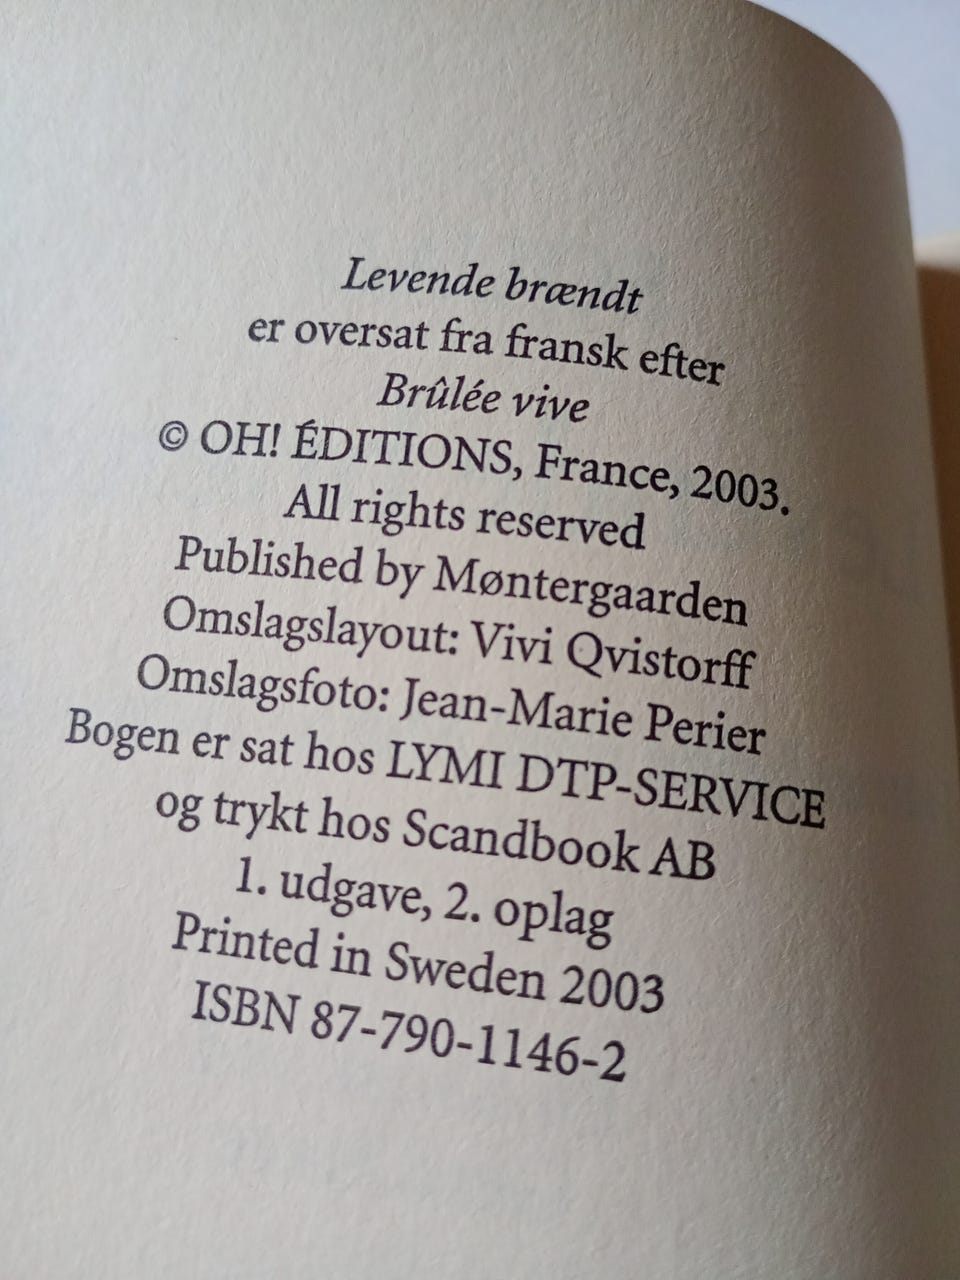 Levende brændt
er oversat fra fransk efter
Brûlée vive
© OH! ÉDITIONS, France, 2003.
All rights reserved
Published by Møntergaarden
Omslagslayout: Vivi Qvistorff
Omslagsfoto: Jean-Marie Perier
Bogen er sat hos LYMI DTP-SERVICE
og trykt hos Scandbook AB
1. udgave, 2. oplag
Printed in Sweden 2003
ISBN 87-790-1146-2